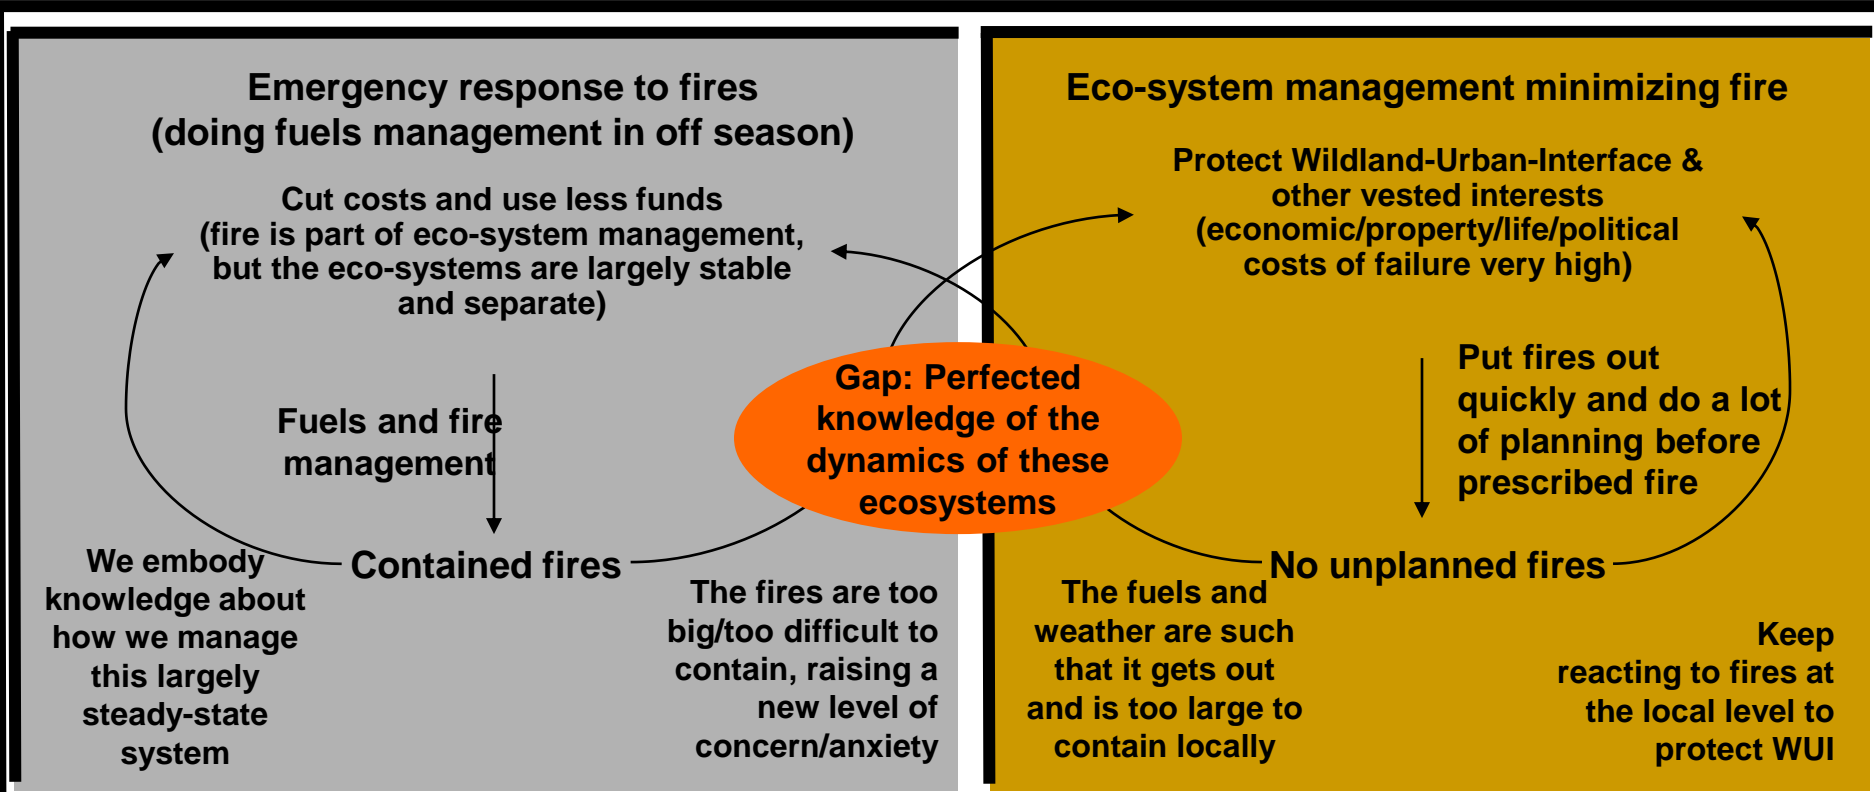 Emergency response to fires
(doing fuels management in off season)
Cut costs and use less funds
(fire is part of eco-system management,
but the eco-systems are largely stable
and separate)
Fuels and fire
management
Contained fires
We embody
knowledge about
how we manage
this largely
steady-state
system
The fires are too
big/too difficult to
contain, raising a
new level of
concern/anxiety
Gap: Perfected
knowledge of the
dynamics of these
ecosystems
Eco-system management minimizing fire
Protect Wildland-Urban-Interface &
other vested interests
(economic/property/life/political
costs of failure very high)
Put fires out
quickly and do a lot
of planning before
prescribed fire
No unplanned fires
The fuels and
weather are such
that it gets out
and is too large to
contain locally
Keep
reacting to fires at
the local level to
protect WUI